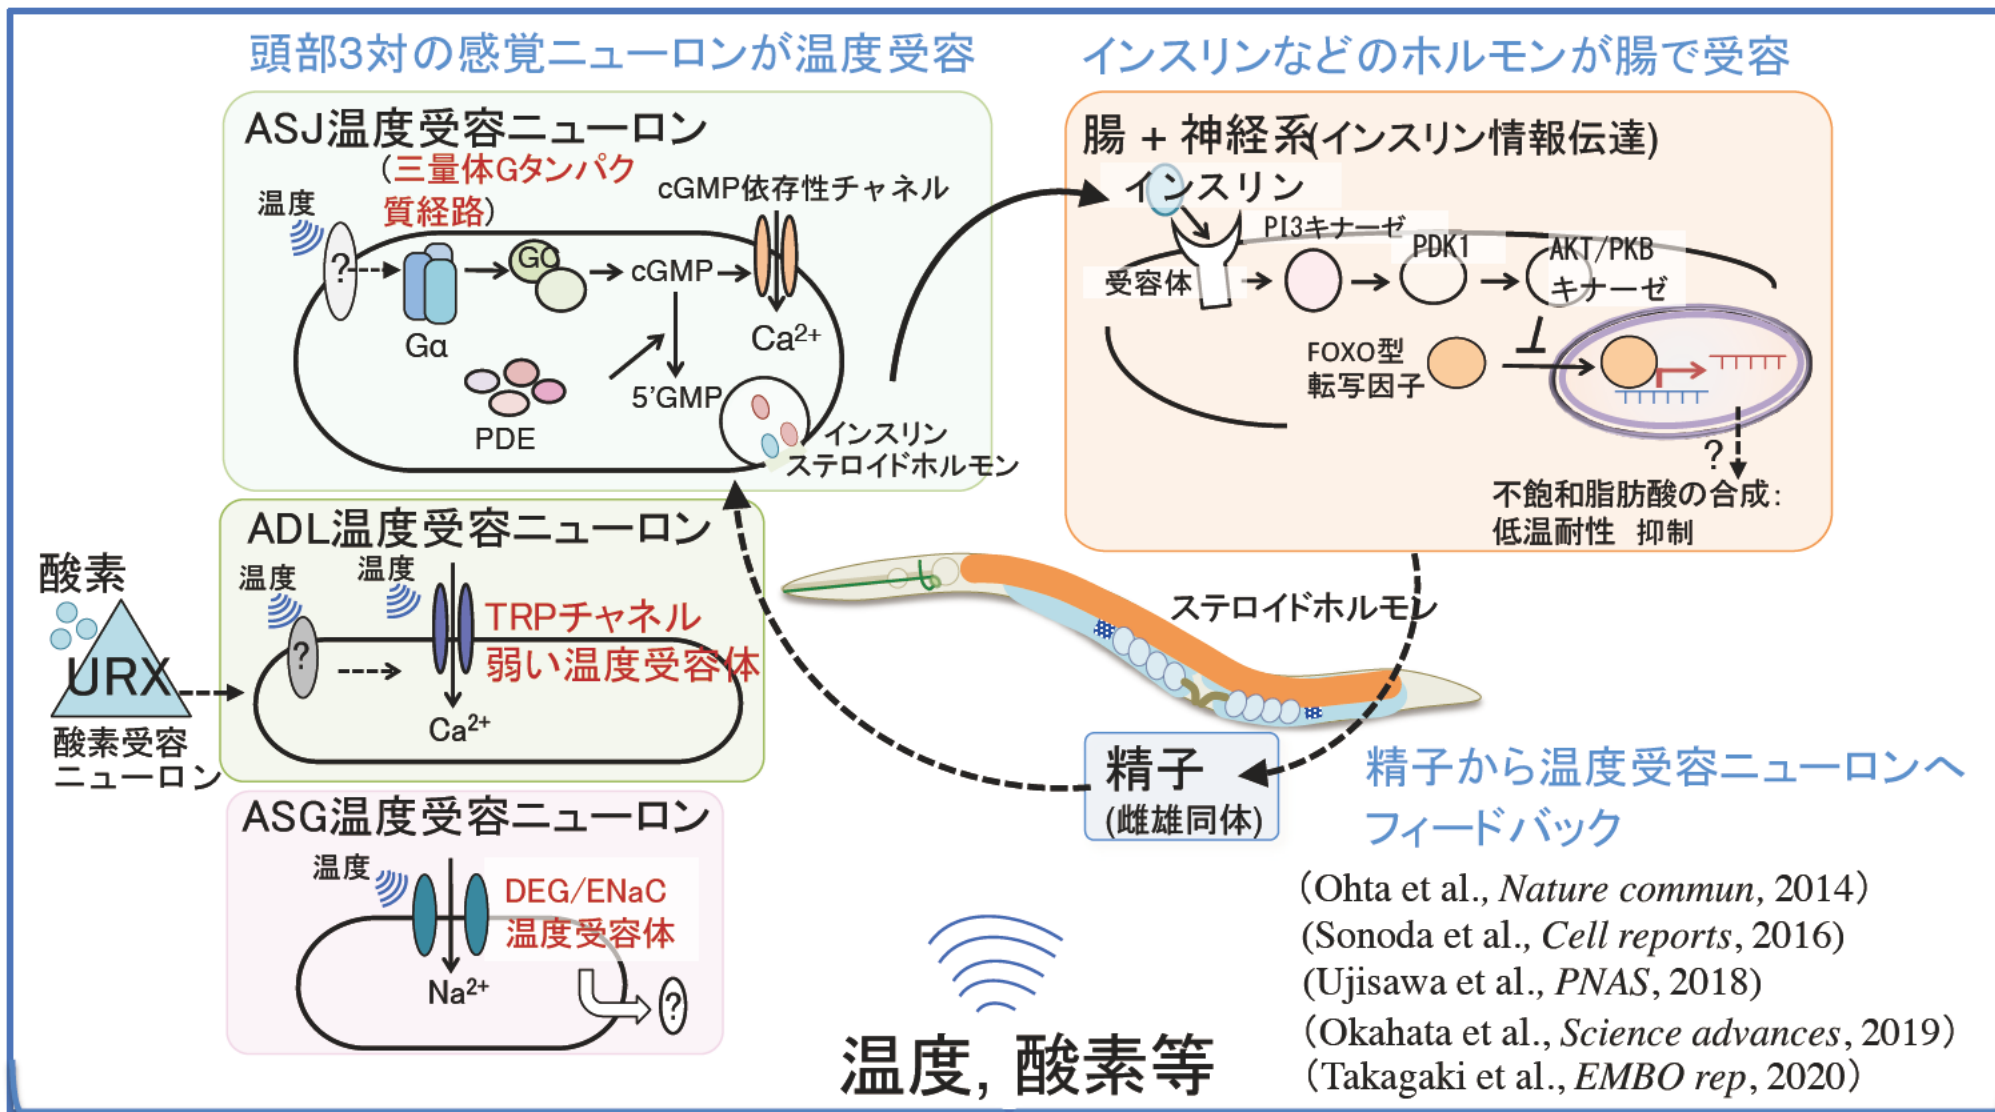 頭部3対の感覚ニューロンが温度受容
ASJ温度受容ニューロン
(三量体Gタンパク
質経路)
温度
cGMP依存性チャネル
?
GC
cGMP
Gα
Ca2+
PDE
5'GMP
インスリン
ステロイドホルモン
ADL温度受容ニューロン
温度
温度
TRPチャネル
弱い温度受容体
?
Ca2+
酸素
URX
酸素受容
ニューロン
ASG温度受容ニューロン
温度
DEG/ENaC
温度受容体
Na2+
?
インスリンなどのホルモンが腸で受容
腸 + 神経系(インスリン情報伝達)
インスリン
受容体
PI3キナーゼ
PDK1
AKT/PKB
キナーゼ
FOXO型
転写因子
?
不飽和脂肪酸の合成:
低温耐性 抑制
ステロイドホルモン
精子
(雌雄同体)
精子から温度受容ニューロンへ
フィードバック
温度, 酸素等
(Ohta et al., Nature commun, 2014)
(Sonoda et al., Cell reports, 2016)
(Ujisawa et al., PNAS, 2018)
(Okahata et al., Science advances, 2019)
(Takagaki et al., EMBO rep, 2020)